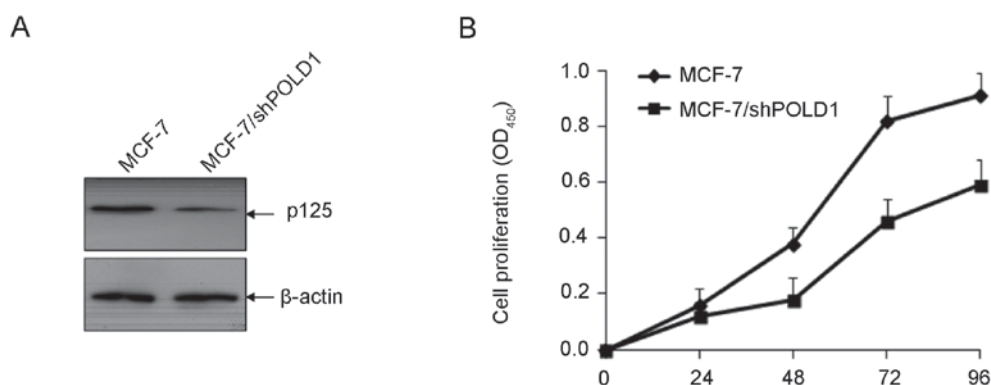 A
MCF-7
MCF-7/shPOLD1
p125
β-actin
B
Cell proliferation (OD450)
1.0
0.8
0.6
0.4
0.2
0.0
MCF-7
MCF-7/shPOLD1
0 24 48 72 96